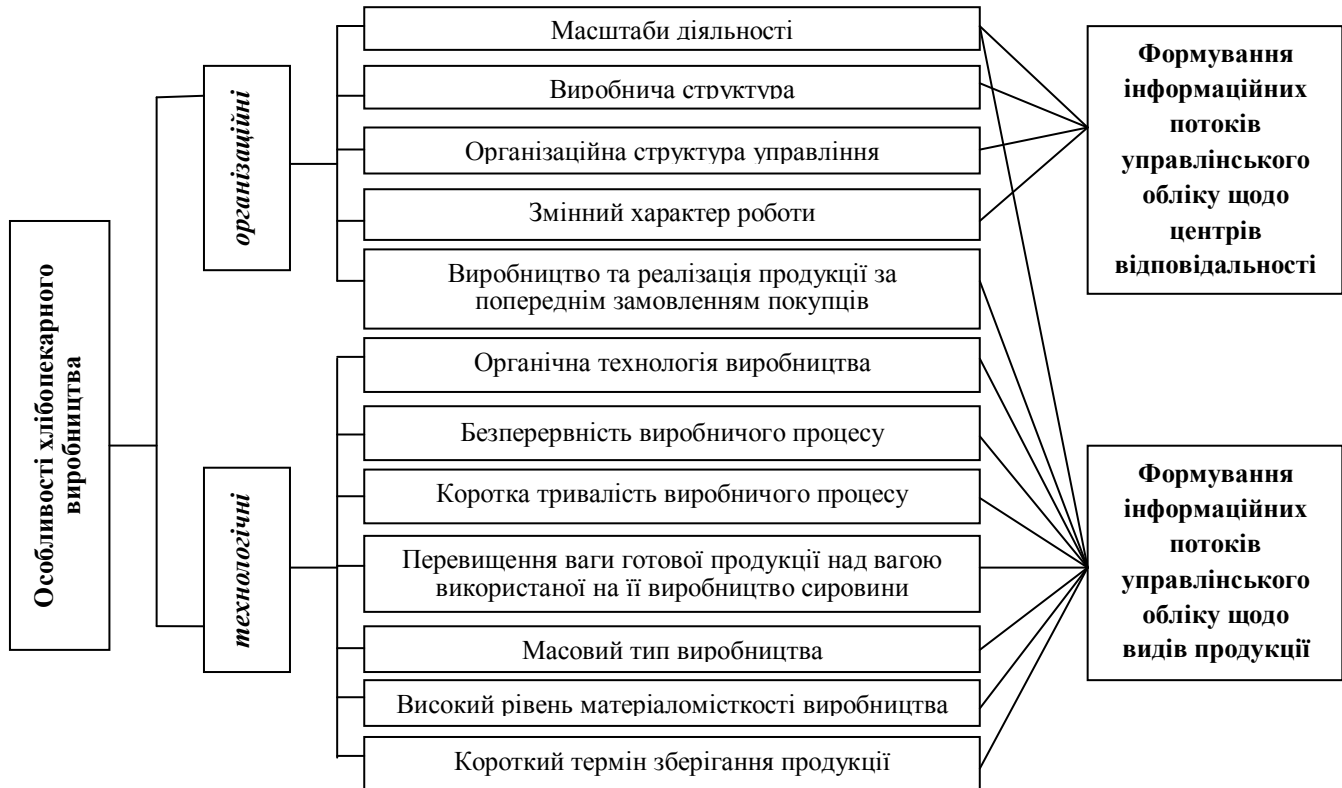 Особливості хлібопекарного
виробництва
організаційні
технологічні
Масштаби діяльності
Виробнича структура
Організаційна структура управління
Змінний характер роботи
Виробництво та реалізація продукції за
попереднім замовленням покупців
Органічна технологія виробництва
Безперервність виробничого процесу
Коротка тривалість виробничого процесу
Перевищення ваги готової продукції над вагою
використаної на її виробництво сировини
Масовий тип виробництва
Високий рівень матеріаломісткості виробництва
Короткий термін зберігання продукції
Формування
інформаційних
потоків
управлінського
обліку щодо
центрів
відповідальності
Формування
інформаційних
потоків
управлінського
обліку щодо
видів продукції